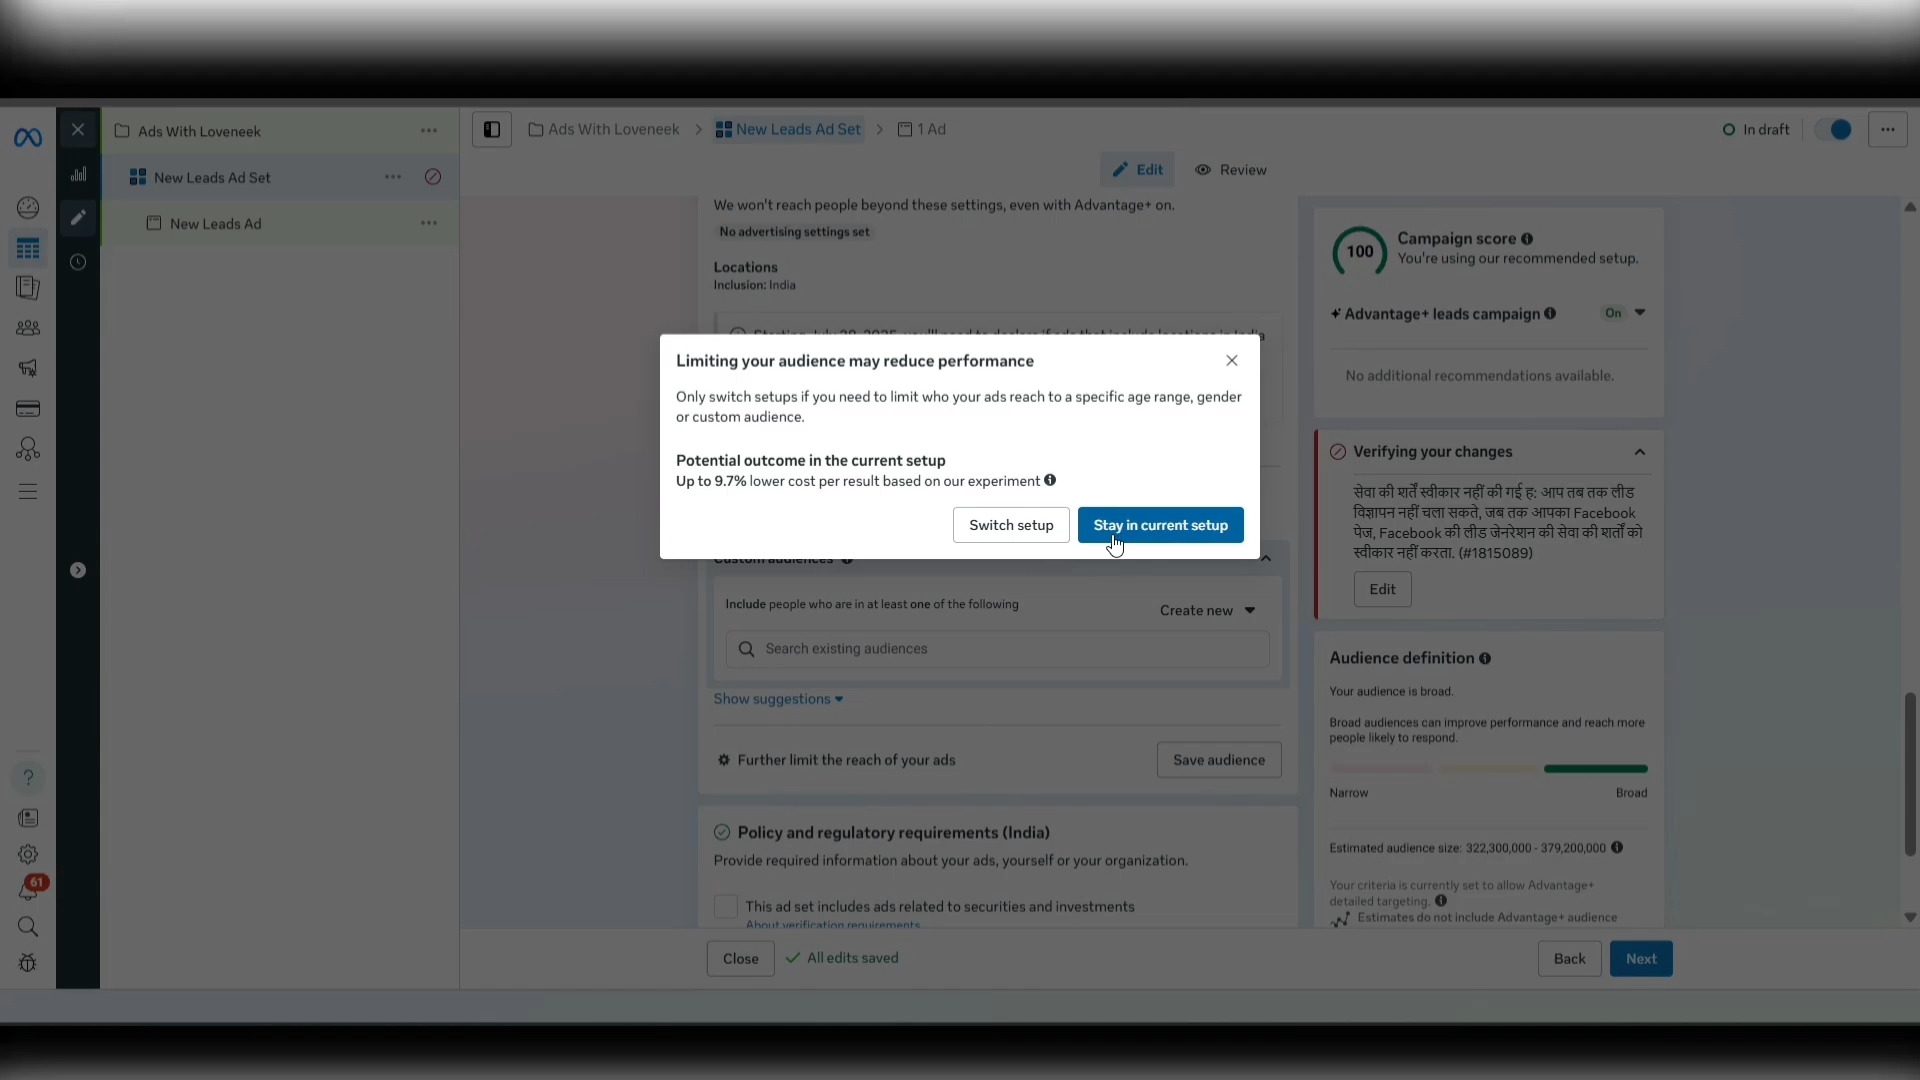 Ads With Loveneek
New Leads Ad Set
New Leads Ad
61
Ads With Loveneek
New Leads Ad Set
1 Ad
In draft
Edit
Review
We won't reach people beyond these settings, even with Advantage+ on.
No advertising settings set
Locations
Inclusion: India
Limiting your audience may reduce performance
Only switch setups if you need to limit who your ads reach to a specific age range, gender
or custom audience.
Potential outcome in the current setup
Up to 9.7% lower cost per result based on our experiment
Switch setup
Stay in current setup
Custom audiences
Include people who are in at least one of the following
Create new
Search existing audiences
Show suggestions
Further limit the reach of your ads
Save audience
Policy and regulatory requirements (India)
Provide required information about your ads, yourself or your organization.
This ad set includes ads related to securities and investments
About verification requirements
Close
All edits saved
Back
Next
100
Campaign score
You're using our recommended setup.
Advantage+ leads campaign
On
No additional recommendations available.
Verifying your changes
सेवा की शर्तें स्वीकार नहीं की गई ह: आप तब तक लीड
विज्ञापन नहीं चला सकते, जब तक आपका Facebook
पेज, Facebook की लीड जेनरेशन की सेवा की शर्तों को
स्वीकार नहीं करता. (#1815089)
Edit
Audience definition
Your audience is broad.
Broad audiences can improve performance and reach more
people likely to respond.
Narrow
Broad
Estimated audience size: 322,300,000 - 379,200,000
Your criteria is currently set to allow Advantage+
detailed targeting.
Estimates do not include Advantage+ audience